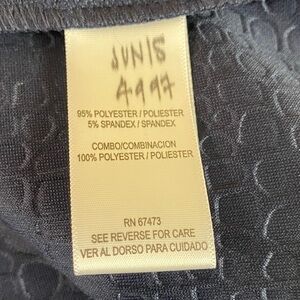 JUN15
4997
95% POLYESTER / POLIESTER
5% SPANDEX / SPANDEX
COMBO/COMBINACION
100% POLYESTER / POLIESTER
RN 67473
SEE REVERSE FOR CARE
VER AL DORSO PARA CUIDADO